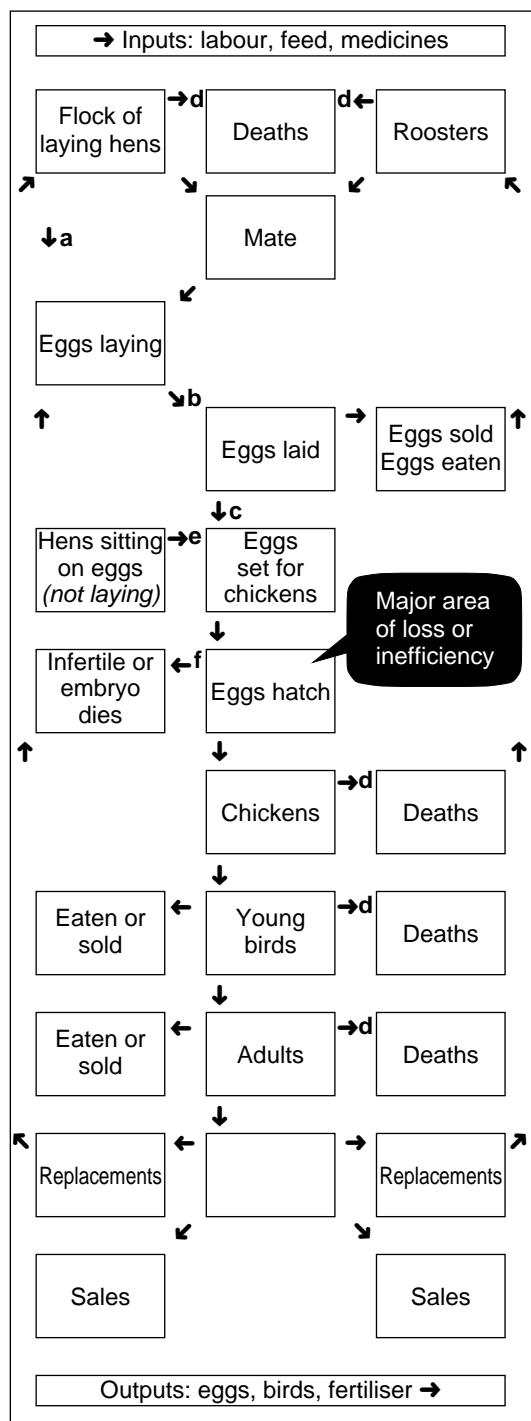 ➔ Inputs: labour, feed, medicines
Flock of
laying hens
➔d
Deaths
d←
Roosters
↓a
Mate
Eggs laying
↘b
Eggs laid
Eggs sold
Eggs eaten
↓c
Hens sitting
on eggs
(not laying)
➔e
Eggs
set for
chickens
Major area
of loss or
inefficiency
Infertile or
embryo
dies
←f
Eggs hatch
Chickens
➔d
Deaths
Eaten or
sold
Young
birds
➔d
Deaths
Eaten or
sold
Adults
➔d
Deaths
Replacements
Replacements
Sales
Sales
Outputs: eggs, birds, fertiliser ➔